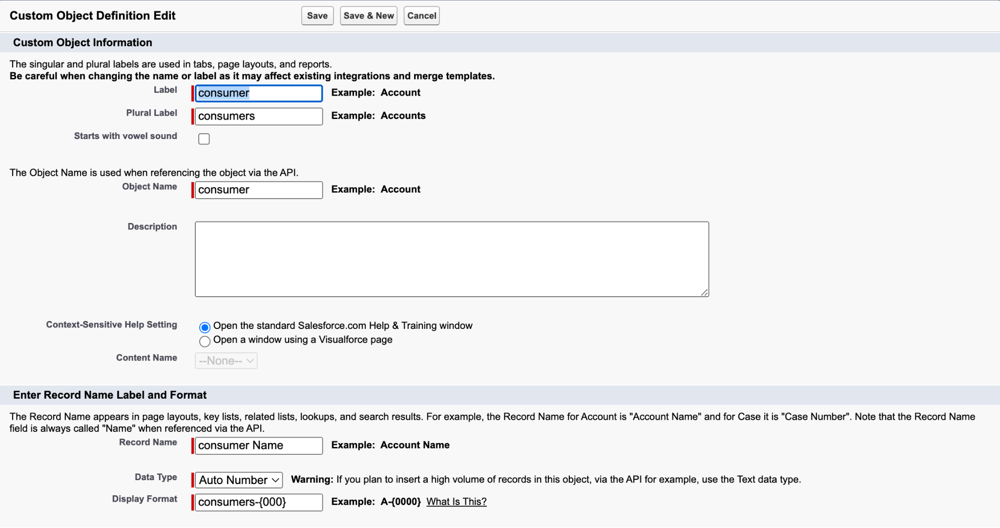 Custom Object Definition Edit
Save
Save & New
Cancel
Custom Object Information
The singular and plural labels are used in tabs, page layouts, and reports.
Be careful when changing the name or label as it may affect existing integrations and merge templates.
Label consumer Example: Account
Plural Label consumers Example: Accounts
Starts with vowel sound
The Object Name is used when referencing the object via the API.
Object Name consumer Example: Account
Description
Context-Sensitive Help Setting Open the standard Salesforce.com Help & Training window
Open a window using a Visualforce page
Content Name --None--
Enter Record Name Label and Format
The Record Name appears in page layouts, key lists, related lists, lookups, and search results. For example, the Record Name for Account is "Account Name" and for Case it is "Case Number". Note that the Record Name
field is always called "Name" when referenced via the API.
Record Name consumer Name Example: Account Name
Data Type Auto Number Warning: If you plan to insert a high volume of records in this object, via the API for example, use the Text data type.
Display Format consumers-{000} Example: A-{0000} What Is This?